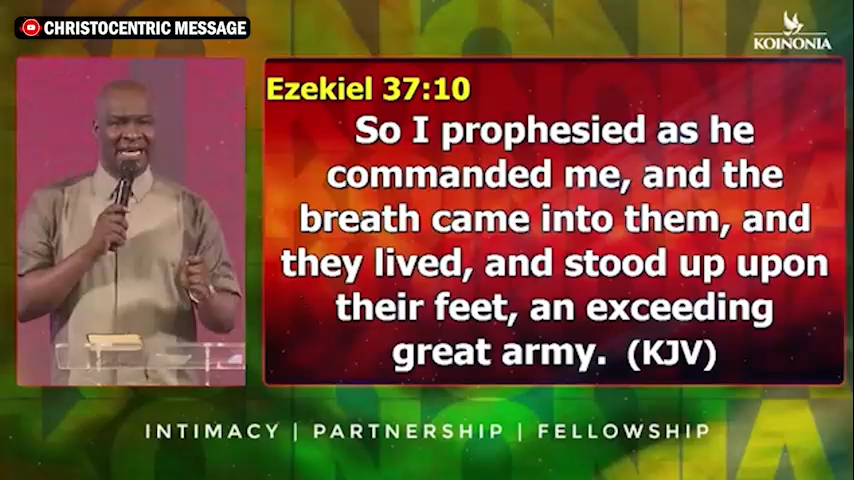 CHRISTOCENTRIC MESSAGE
KOINONIA
Ezekiel 37:10
So I prophesied as he
commanded me, and the
breath came into them, and
they lived, and stood up upon
their feet, an exceeding
great army. (KJV)
INTIMACY | PARTNERSHIP | FELLOWSHIP